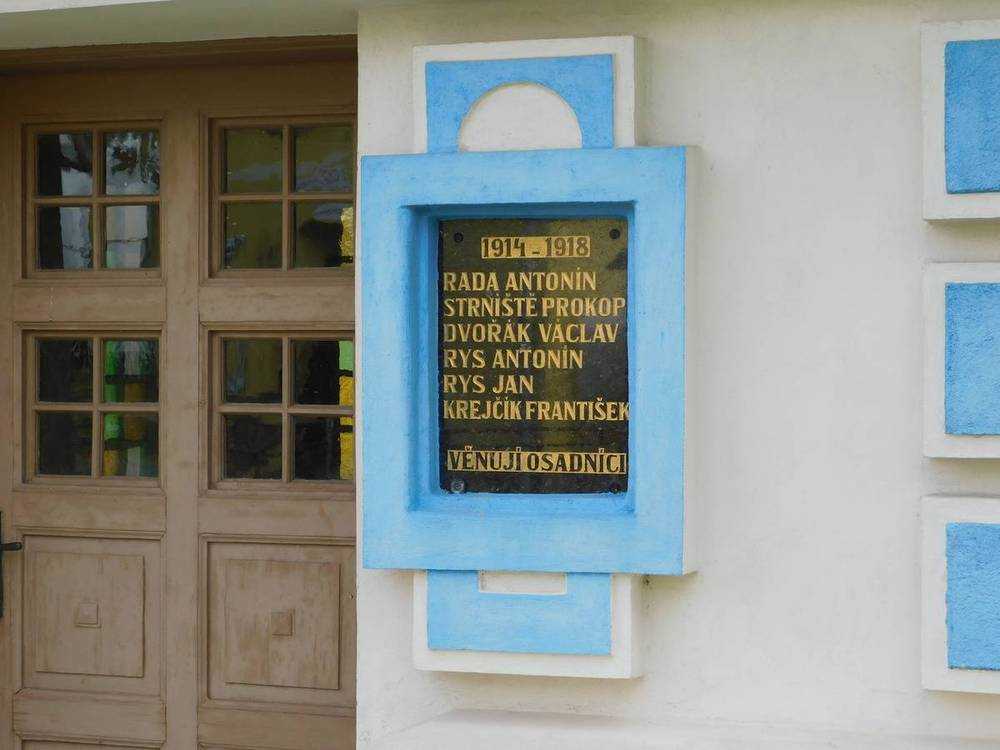 1914 - 1918
RADA ANTONÍN
STRNIŠTĚ PROKOP
DVOŘÁK VÁCLAV
RYS ANTONÍN
RYS JAN
KREJČÍK FRANTIŠEK
VĚNUJÍ OSADNÍCI